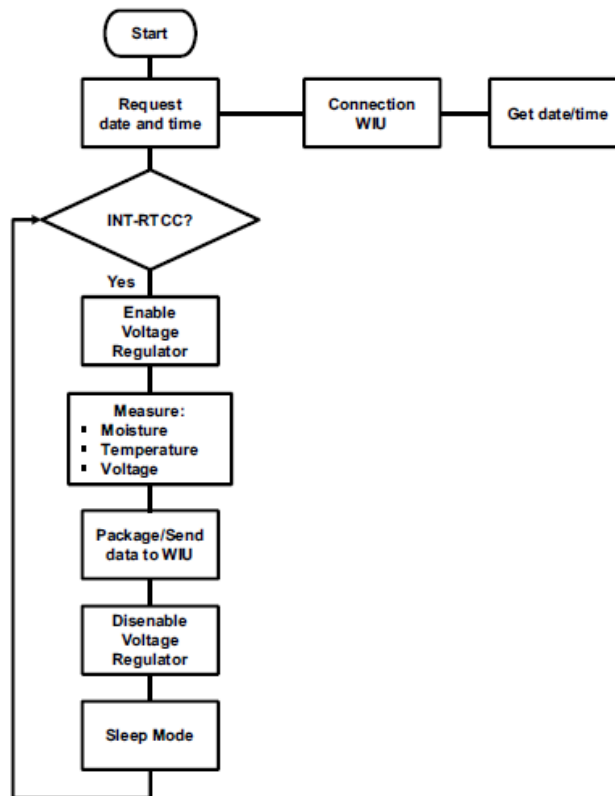 Start
Request
date and time
Connection
WIU
Get date/time
INT-RTCC?
Yes
Enable
Voltage
Regulator
Measure:
▪ Moisture
▪ Temperature
▪ Voltage
Package/Send
data to WIU
Disenable
Voltage
Regulator
Sleep Mode